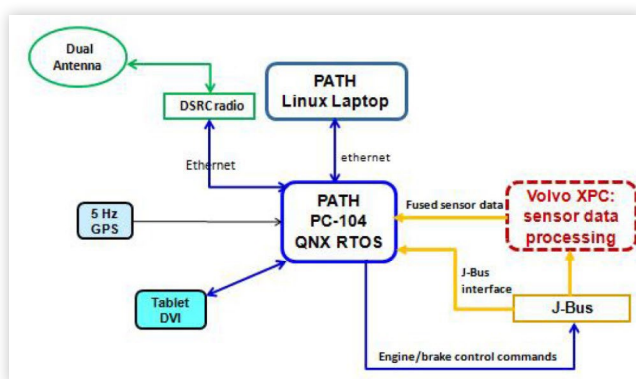 Dual
Antenna
DSRC radio
PATH
Linux Laptop
Ethernet
ethernet
5 Hz
GPS
PATH
PC-104
QNX RTOS
Fused sensor data
Volvo XPC:
sensor data
processing
J-Bus
interface
Tablet
DVI
J-Bus
Engine/brake control commands